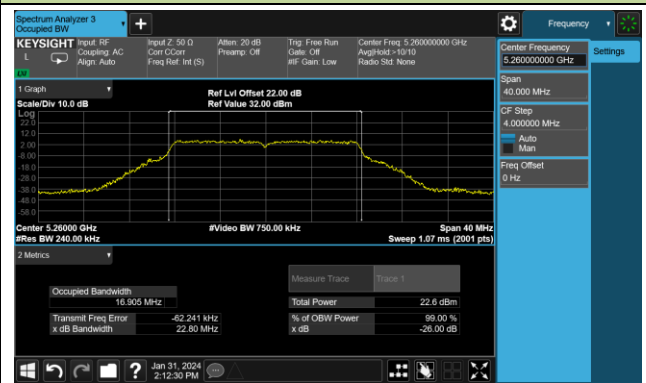 Spectrum Analyzer 3
Occupied BW
Frequency
KEYSIGHT
L
Input: RF
Coupling: AC
Align: Auto
Input Z: 50 Ω
Corr CCorr
Freq Ref: Int (S)
Atten: 20 dB
Preamp: Off
Trig: Free Run
Gate: Off
#IF Gain: Low
Center Freq: 5.260000000 GHz
Avg|Hold:>10/10
Radio Std: None
Center Frequency
5.260000000 GHz
Settings
Span
40.000 MHz
CF Step
4.000000 MHz
Auto
Man
Freq Offset
0 Hz
1 Graph
Scale/Div 10.0 dB
Ref Lvl Offset 22.00 dB
Ref Value 32.00 dBm
Log
22.0
12.0
2.00
-8.00
-18.0
-28.0
-38.0
-48.0
-58.0
Center 5.26000 GHz
#Res BW 240.00 kHz
#Video BW 750.00 kHz
Span 40 MHz
Sweep 1.07 ms (2001 pts)
2 Metrics
Measure Trace
Trace 1
Occupied Bandwidth
16.905 MHz
Total Power
22.6 dBm
Transmit Freq Error
-62.241 kHz
% of OBW Power
99.00 %
x dB Bandwidth
22.80 MHz
x dB
-26.00 dB
Jan 31, 2024
2:12:30 PM